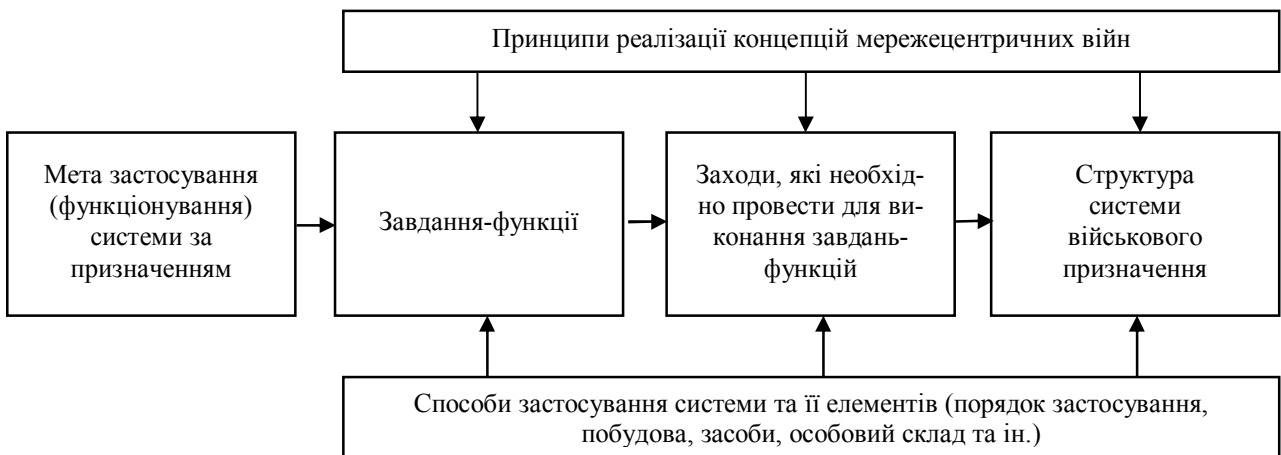 Принципи реалізації концепцій мережецентричних війн
Мета застосування
(функціонування)
системи за
призначенням
Завдання-функції
Заходи, які необхід-
но провести для ви-
конання завдань-
функцій
Структура
системи
військового
призначення
Способи застосування системи та її елементів (порядок застосування,
побудова, засоби, особовий склад та ін.)